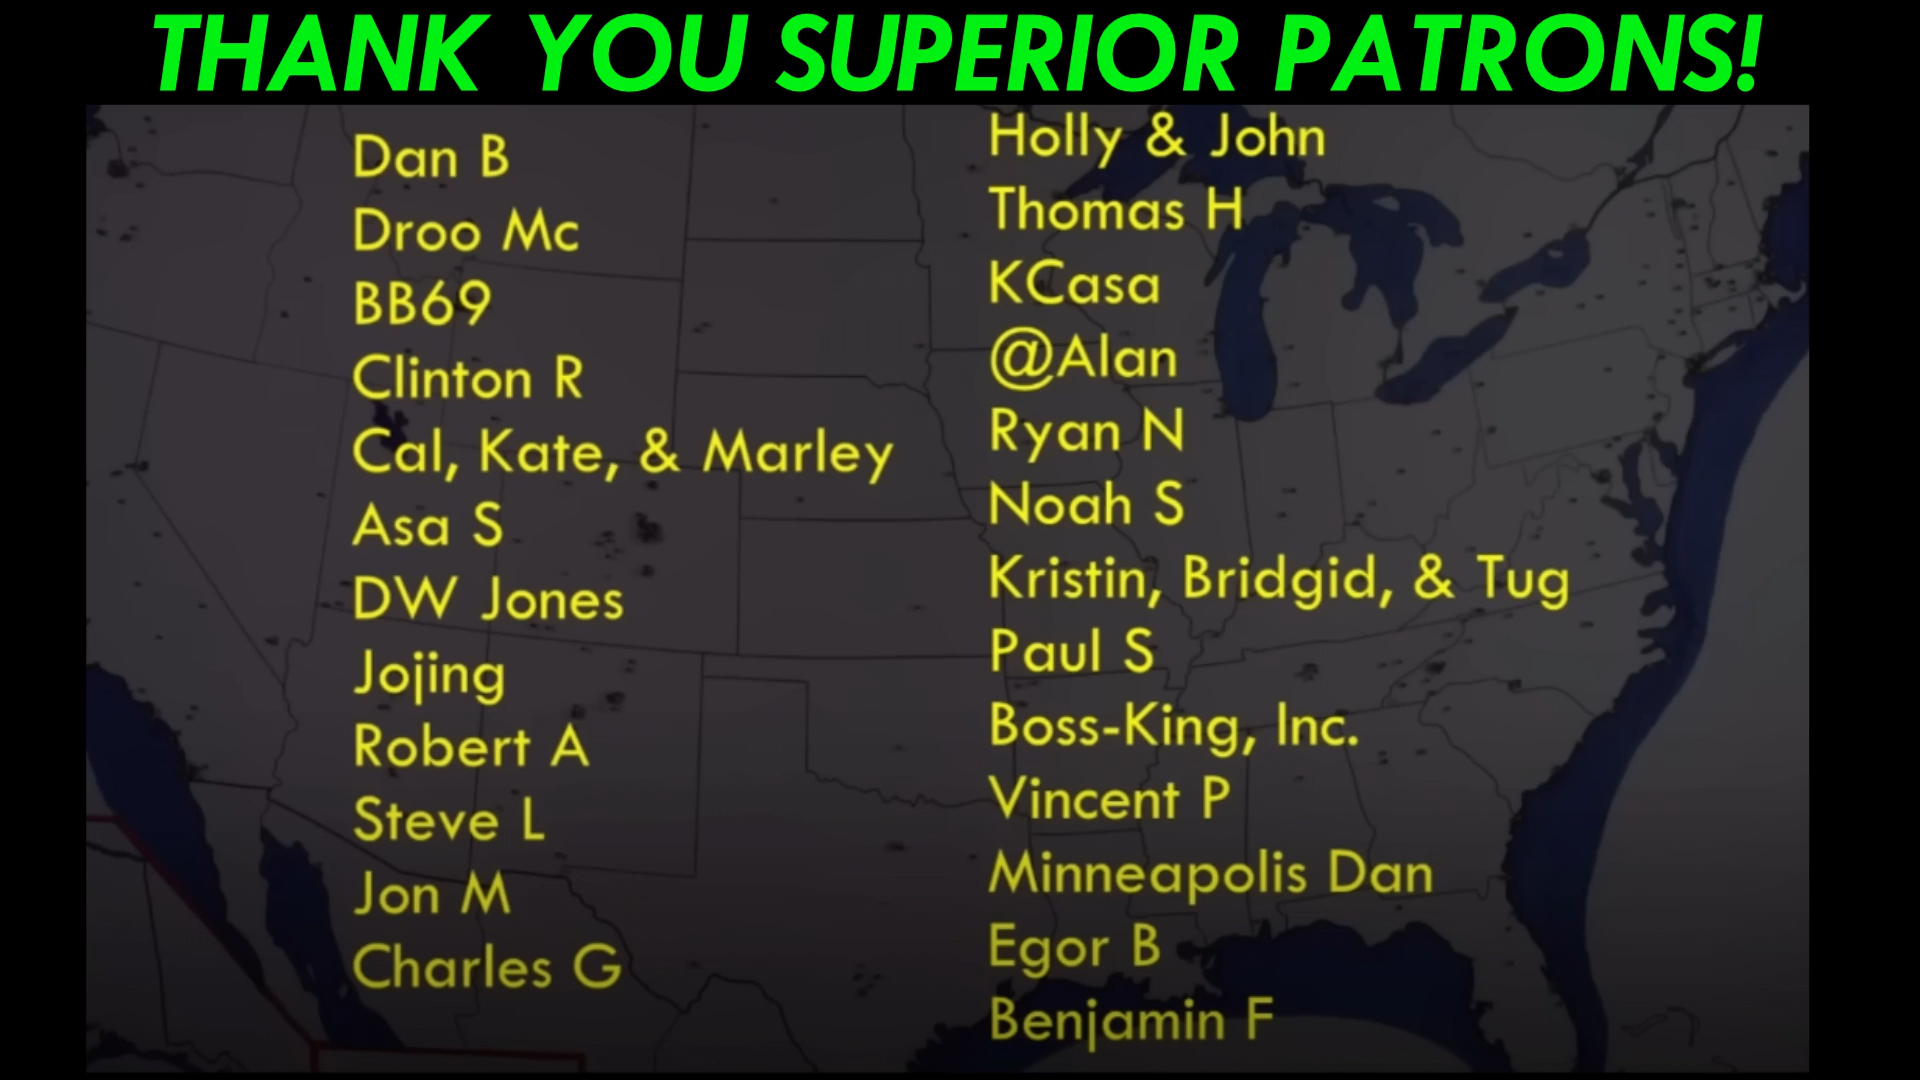 THANK YOU SUPERIOR PATRONS!
Dan B
Droo Mc
BB69
Clinton R
Cal, Kate, & Marley
Asa S
DW Jones
Jojing
Robert A
Steve L
Jon M
Charles G
Holly & John
Thomas H
KCasa
@Alan
Ryan N
Noah S
Kristin, Bridgid, & Tug
Paul S
Boss-King, Inc.
Vincent P
Minneapolis Dan
Egor B
Benjamin F